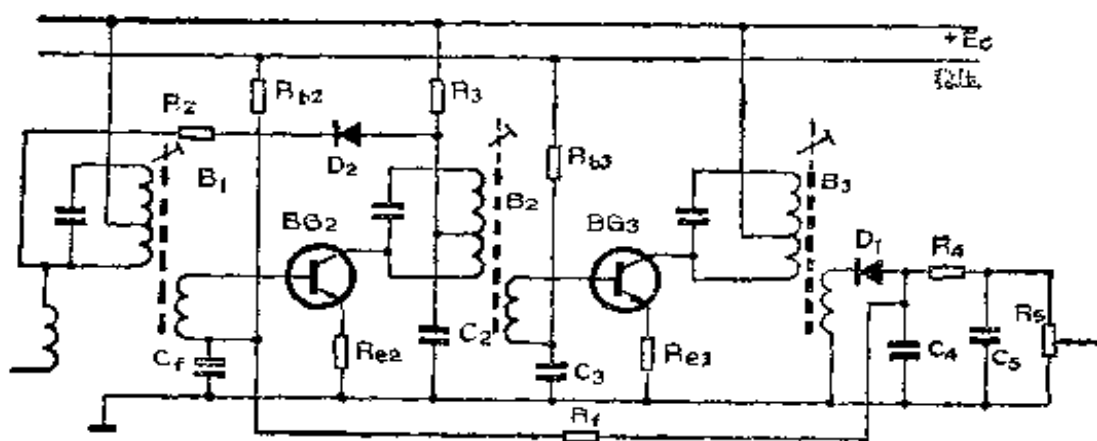 +Ec
R2
Rb2
R3
D2
B1
BG2
B2
Rb3
BG3
B3
D1
R4
Cf
Re2
C2
C3
Re3
C4
C5
R5
Rf